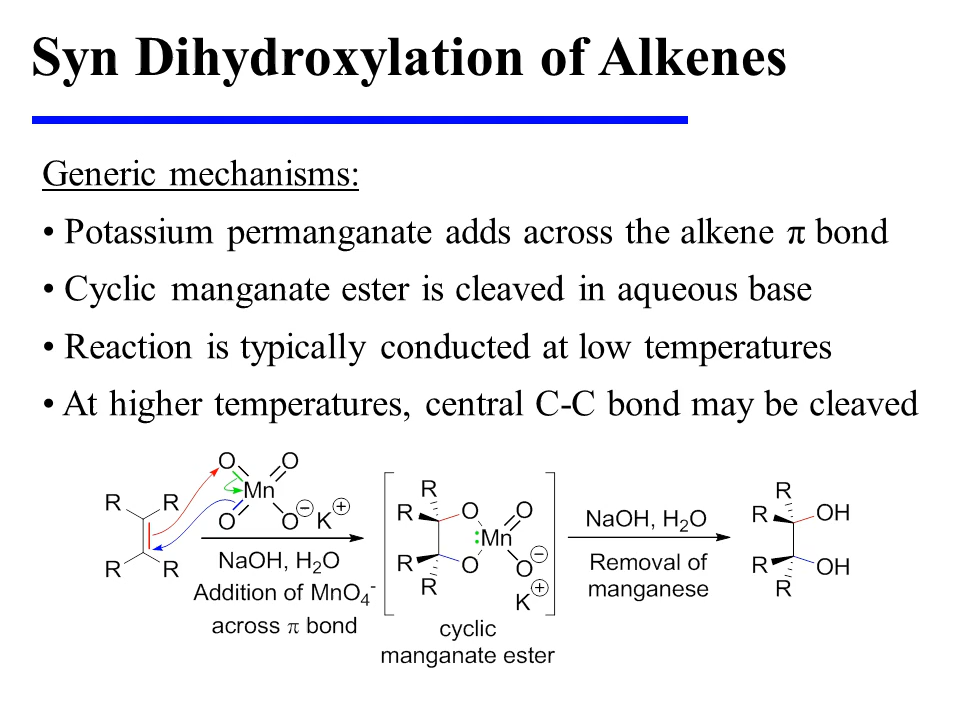 Syn Dihydroxylation of Alkenes
Generic mechanisms:
• Potassium permanganate adds across the alkene π bond
• Cyclic manganate ester is cleaved in aqueous base
• Reaction is typically conducted at low temperatures
• At higher temperatures, central C-C bond may be cleaved
R R
R R
O O
Mn
O O⊖ K⊕
NaOH, H₂O
Addition of MnO₄⁻
across π bond
R
R O O
:Mn
R O O⊖
R K⊕
cyclic
manganate ester
NaOH, H₂O
Removal of
manganese
R
R OH
R OH
R